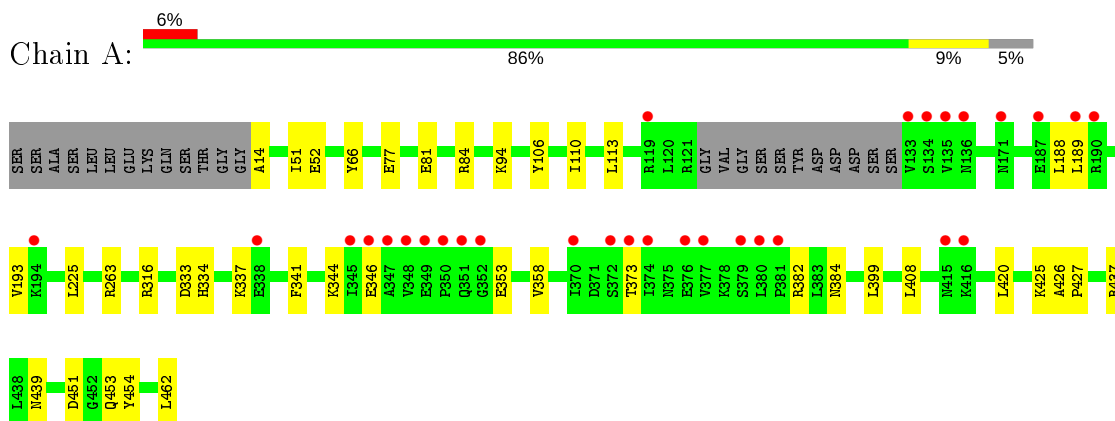 6%
Chain A:
86% 9% 5%
SER SER ALA SER LEU LEU GLU LYS GLN SER THR GLY GLY A14 I51 E52 Y66 E77 E81 R84 K94 Y106 I110 L113 R119 L120 R121 GLY VAL GLY SER SER TYR ASP ASP ASP SER SER V133 S134 V135 N136 N171 E187 L188 L189 R190
V193 K194 L225 R263 R316 D333 H334 K337 E338 F341 K344 I345 E346 A347 V348 E349 P350 Q351 G352 E353 V358 I370 D371 S372 T373 I374 N375 E376 V377 K378 S379 L380 P381 R382 L383 N384 L399 L408 N415 K416 L420 K425 A426 P427
L438 N439 D451 G452 Q453 Y454 L462